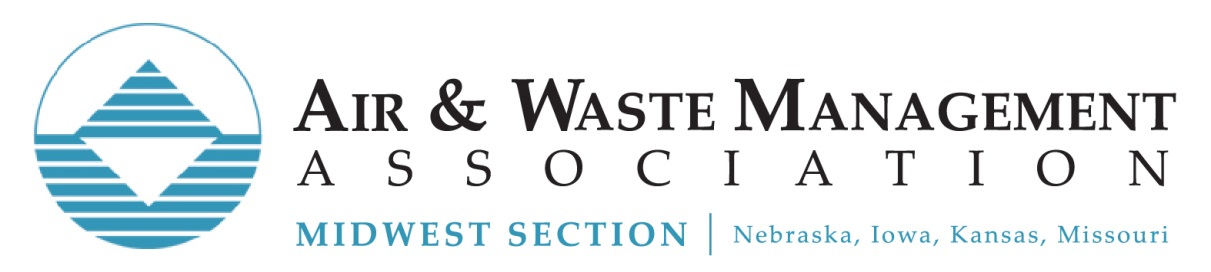 AIR & WASTE MANAGEMENT
ASSOCIATION
MIDWEST SECTION | Nebraska, Iowa, Kansas, Missouri